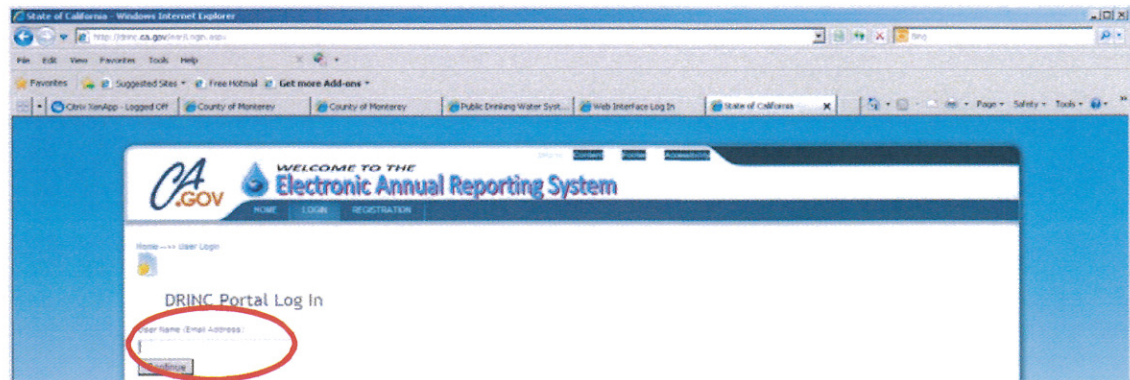 State of California - Windows Internet Explorer
File Edit View Favorites Tools Help
Favorites Suggested Sites Free Hotmail Get more Add-ons
Citrix XenApp - Logged Off County of Monterey County of Monterey Public Drinking Water Syst... Web Interface Log In State of California Page Safety Tools
Content Footer Accessibility
CA.GOV
WELCOME TO THE
Electronic Annual Reporting System
HOME LOGIN REGISTRATION
Home User Login
DRINC Portal Log In
User Name (Email Address)
Continue